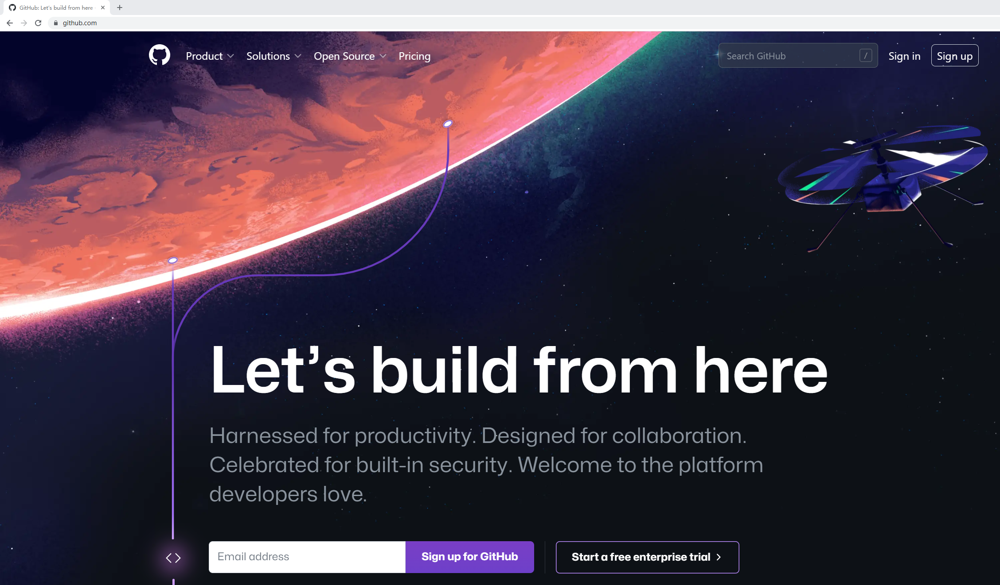 GitHub: Let's build from here ·
github.com
Product
Solutions
Open Source
Pricing
Search GitHub
/
Sign in
Sign up
Let’s build from here
Harnessed for productivity. Designed for collaboration.
Celebrated for built-in security. Welcome to the platform
developers love.
Email address
Sign up for GitHub
Start a free enterprise trial